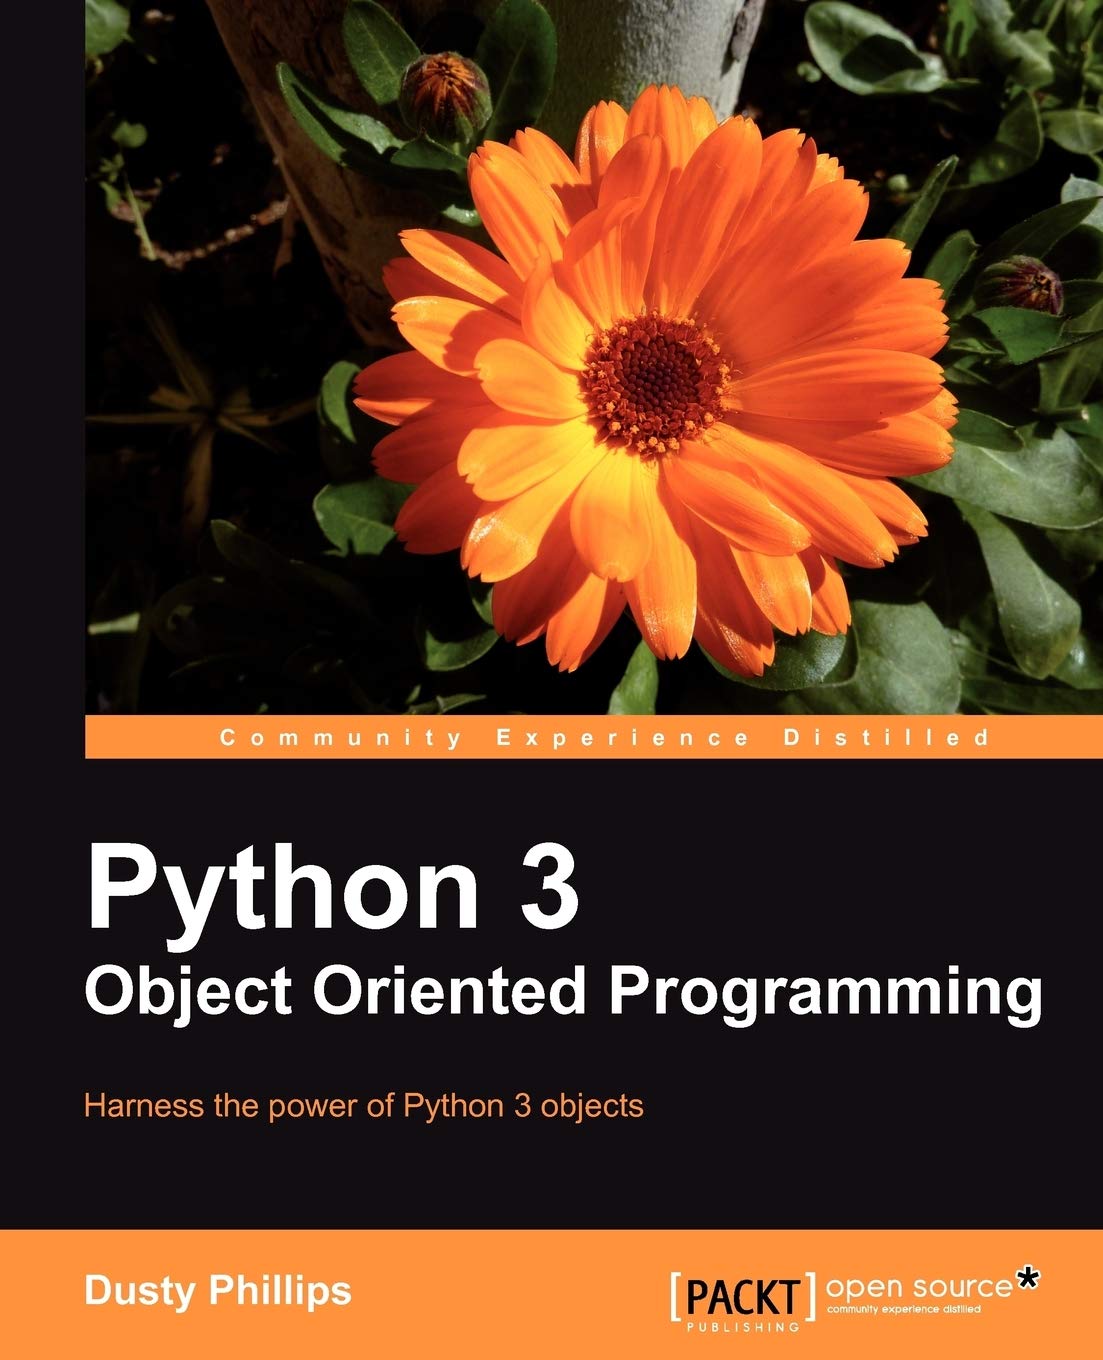 Community Experience Distilled
Python 3
Object Oriented Programming
Harness the power of Python 3 objects
Dusty Phillips
[PACKT] open source*
PUBLISHING community experience distilled